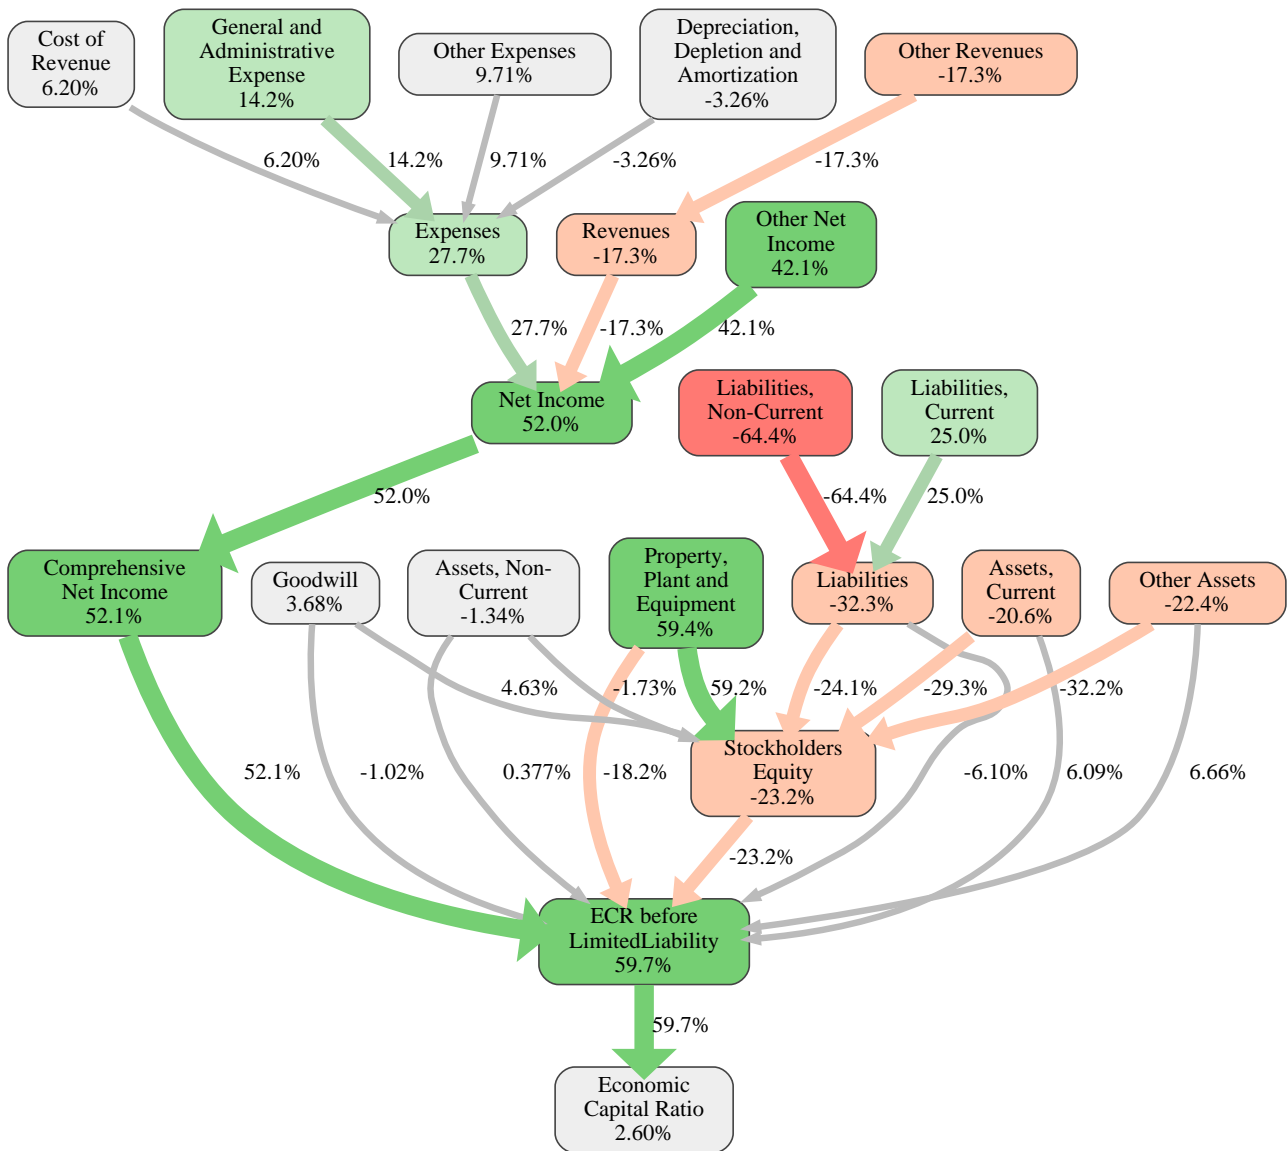 Cost of
Revenue
6.20%
General and
Administrative
Expense
14.2%
Other Expenses
9.71%
Depreciation,
Depletion and
Amortization
-3.26%
Other Revenues
-17.3%
6.20%
14.2%
9.71%
-3.26%
-17.3%
Expenses
27.7%
Revenues
-17.3%
Other Net
Income
42.1%
27.7%
-17.3%
42.1%
Net Income
52.0%
Liabilities,
Non-Current
-64.4%
Liabilities,
Current
25.0%
52.0%
-64.4%
25.0%
Comprehensive
Net Income
52.1%
Goodwill
3.68%
Assets, Non-
Current
-1.34%
Property,
Plant and
Equipment
59.4%
Liabilities
-32.3%
Assets,
Current
-20.6%
Other Assets
-22.4%
4.63%
-1.73%
59.2%
-24.1%
-29.3%
-32.2%
Stockholders
Equity
-23.2%
52.1%
-1.02%
0.377%
-18.2%
-6.10%
6.09%
6.66%
-23.2%
ECR before
LimitedLiability
59.7%
59.7%
Economic
Capital Ratio
2.60%